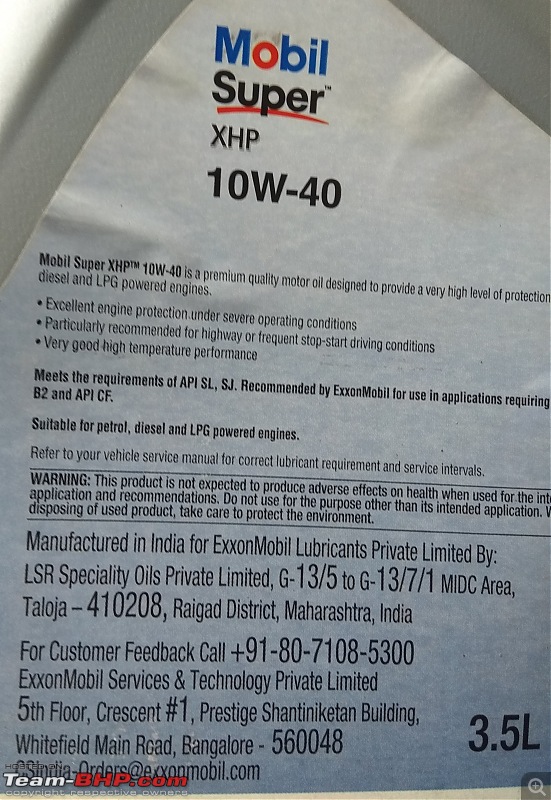 Mobil
Super™
XHP
10W-40
Mobil Super XHP™ 10W-40 is a premium quality motor oil designed to provide a very high level of protection
diesel and LPG powered engines.
• Excellent engine protection under severe operating conditions
• Particularly recommended for highway or frequent stop-start driving conditions
• Very good high temperature performance
Meets the requirements of API SL, SJ. Recommended by ExxonMobil for use in applications requiring
B2 and API CF.
Suitable for petrol, diesel and LPG powered engines.
Refer to your vehicle service manual for correct lubricant requirement and service intervals.
WARNING: This product is not expected to produce adverse effects on health when used for the
application and recommendations. Do not use for the purpose other than its intended application.
disposing of used product, take care to protect the environment.
Manufactured in India for ExxonMobil Lubricants Private Limited By:
LSR Speciality Oils Private Limited, G-13/5 to G-13/7/1 MIDC Area,
Taloja – 410208, Raigad District, Maharashtra, India
For Customer Feedback Call +91-80-7108-5300
ExxonMobil Services & Technology Private Limited
5th Floor, Crescent #1, Prestige Shantiniketan Building,
Whitefield Main Road, Bangalore - 560048
3.5L
Team-BHP.com
copyright respective owners